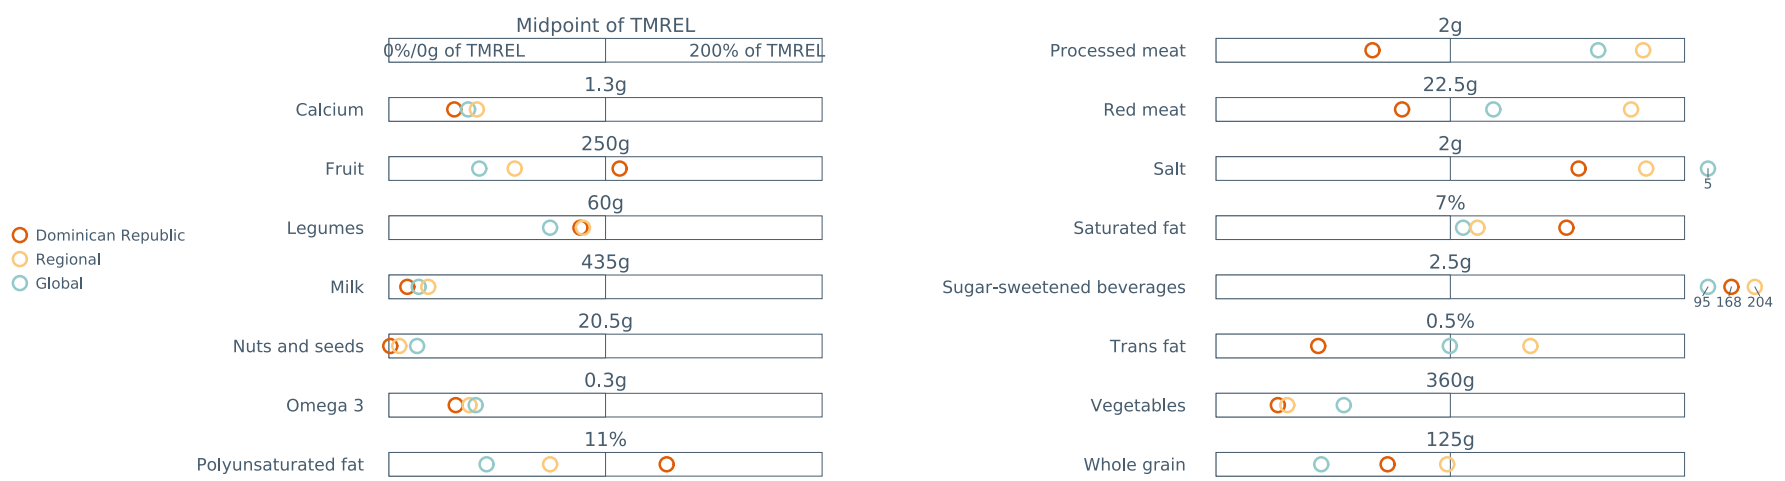 Midpoint of TMREL
0%/0g of TMREL
200% of TMREL
1.3g
Calcium
250g
Fruit
60g
Legumes
435g
Milk
20.5g
Nuts and seeds
0.3g
Omega 3
11%
Polyunsaturated fat
Dominican Republic
Regional
Global
2g
Processed meat
22.5g
Red meat
2g
Salt
5
7%
Saturated fat
2.5g
Sugar-sweetened beverages
95 168 204
0.5%
Trans fat
360g
Vegetables
125g
Whole grain